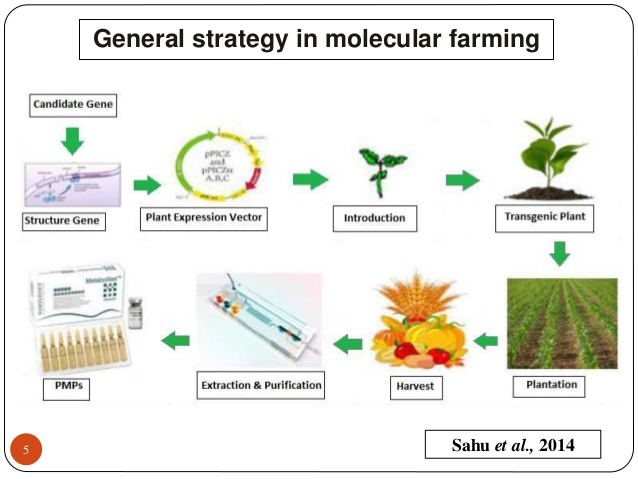 General strategy in molecular farming
Candidate Gene
Structure Gene
pPICZ
and
pPICZα
A,B,C
Plant Expression Vector
Introduction
Transgenic Plant
Plantation
Harvest
Extraction & Purification
Metabolites
PMPs
5
Sahu et al., 2014